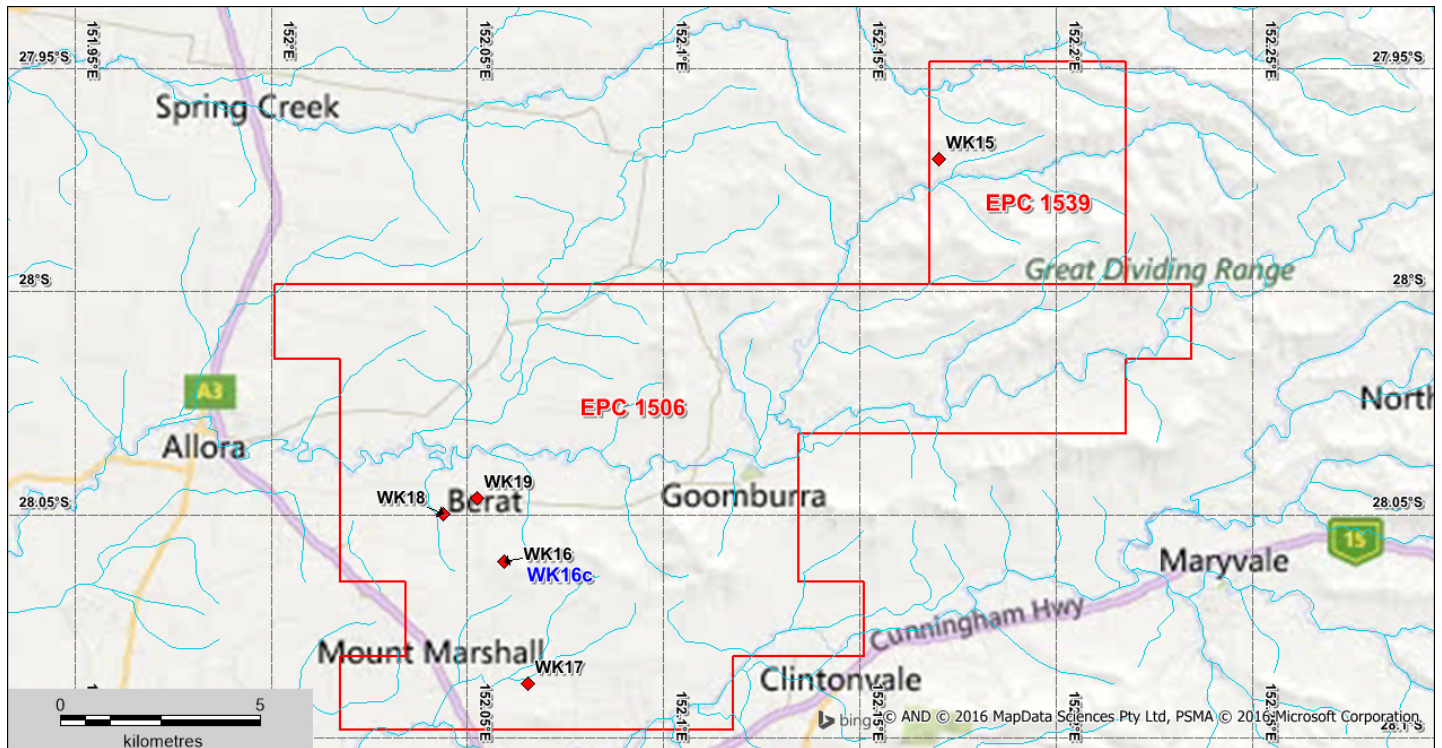 151.95°E
152°E
152.05°E
152.1°E
152.15°E
152.2°E
152.25°E
27.95°S
27.95°S
Spring Creek
WK15
EPC 1539
28°S
Great Dividing Range
28°S
A3
EPC 1506
North
Allora
WK19
WK18
Berat
Goomburra
28.05°S
28.05°S
15
WK16
WK16c
Maryvale
Cunningham Hwy
Mount Marshall
WK17
Clintonvale
0 5
kilometres
152.05°E
152.1°E
152.15°E
bing
© AND © 2016 MapData Sciences Pty Ltd, PSMA © 2016 Microsoft Corporation
28.1°S